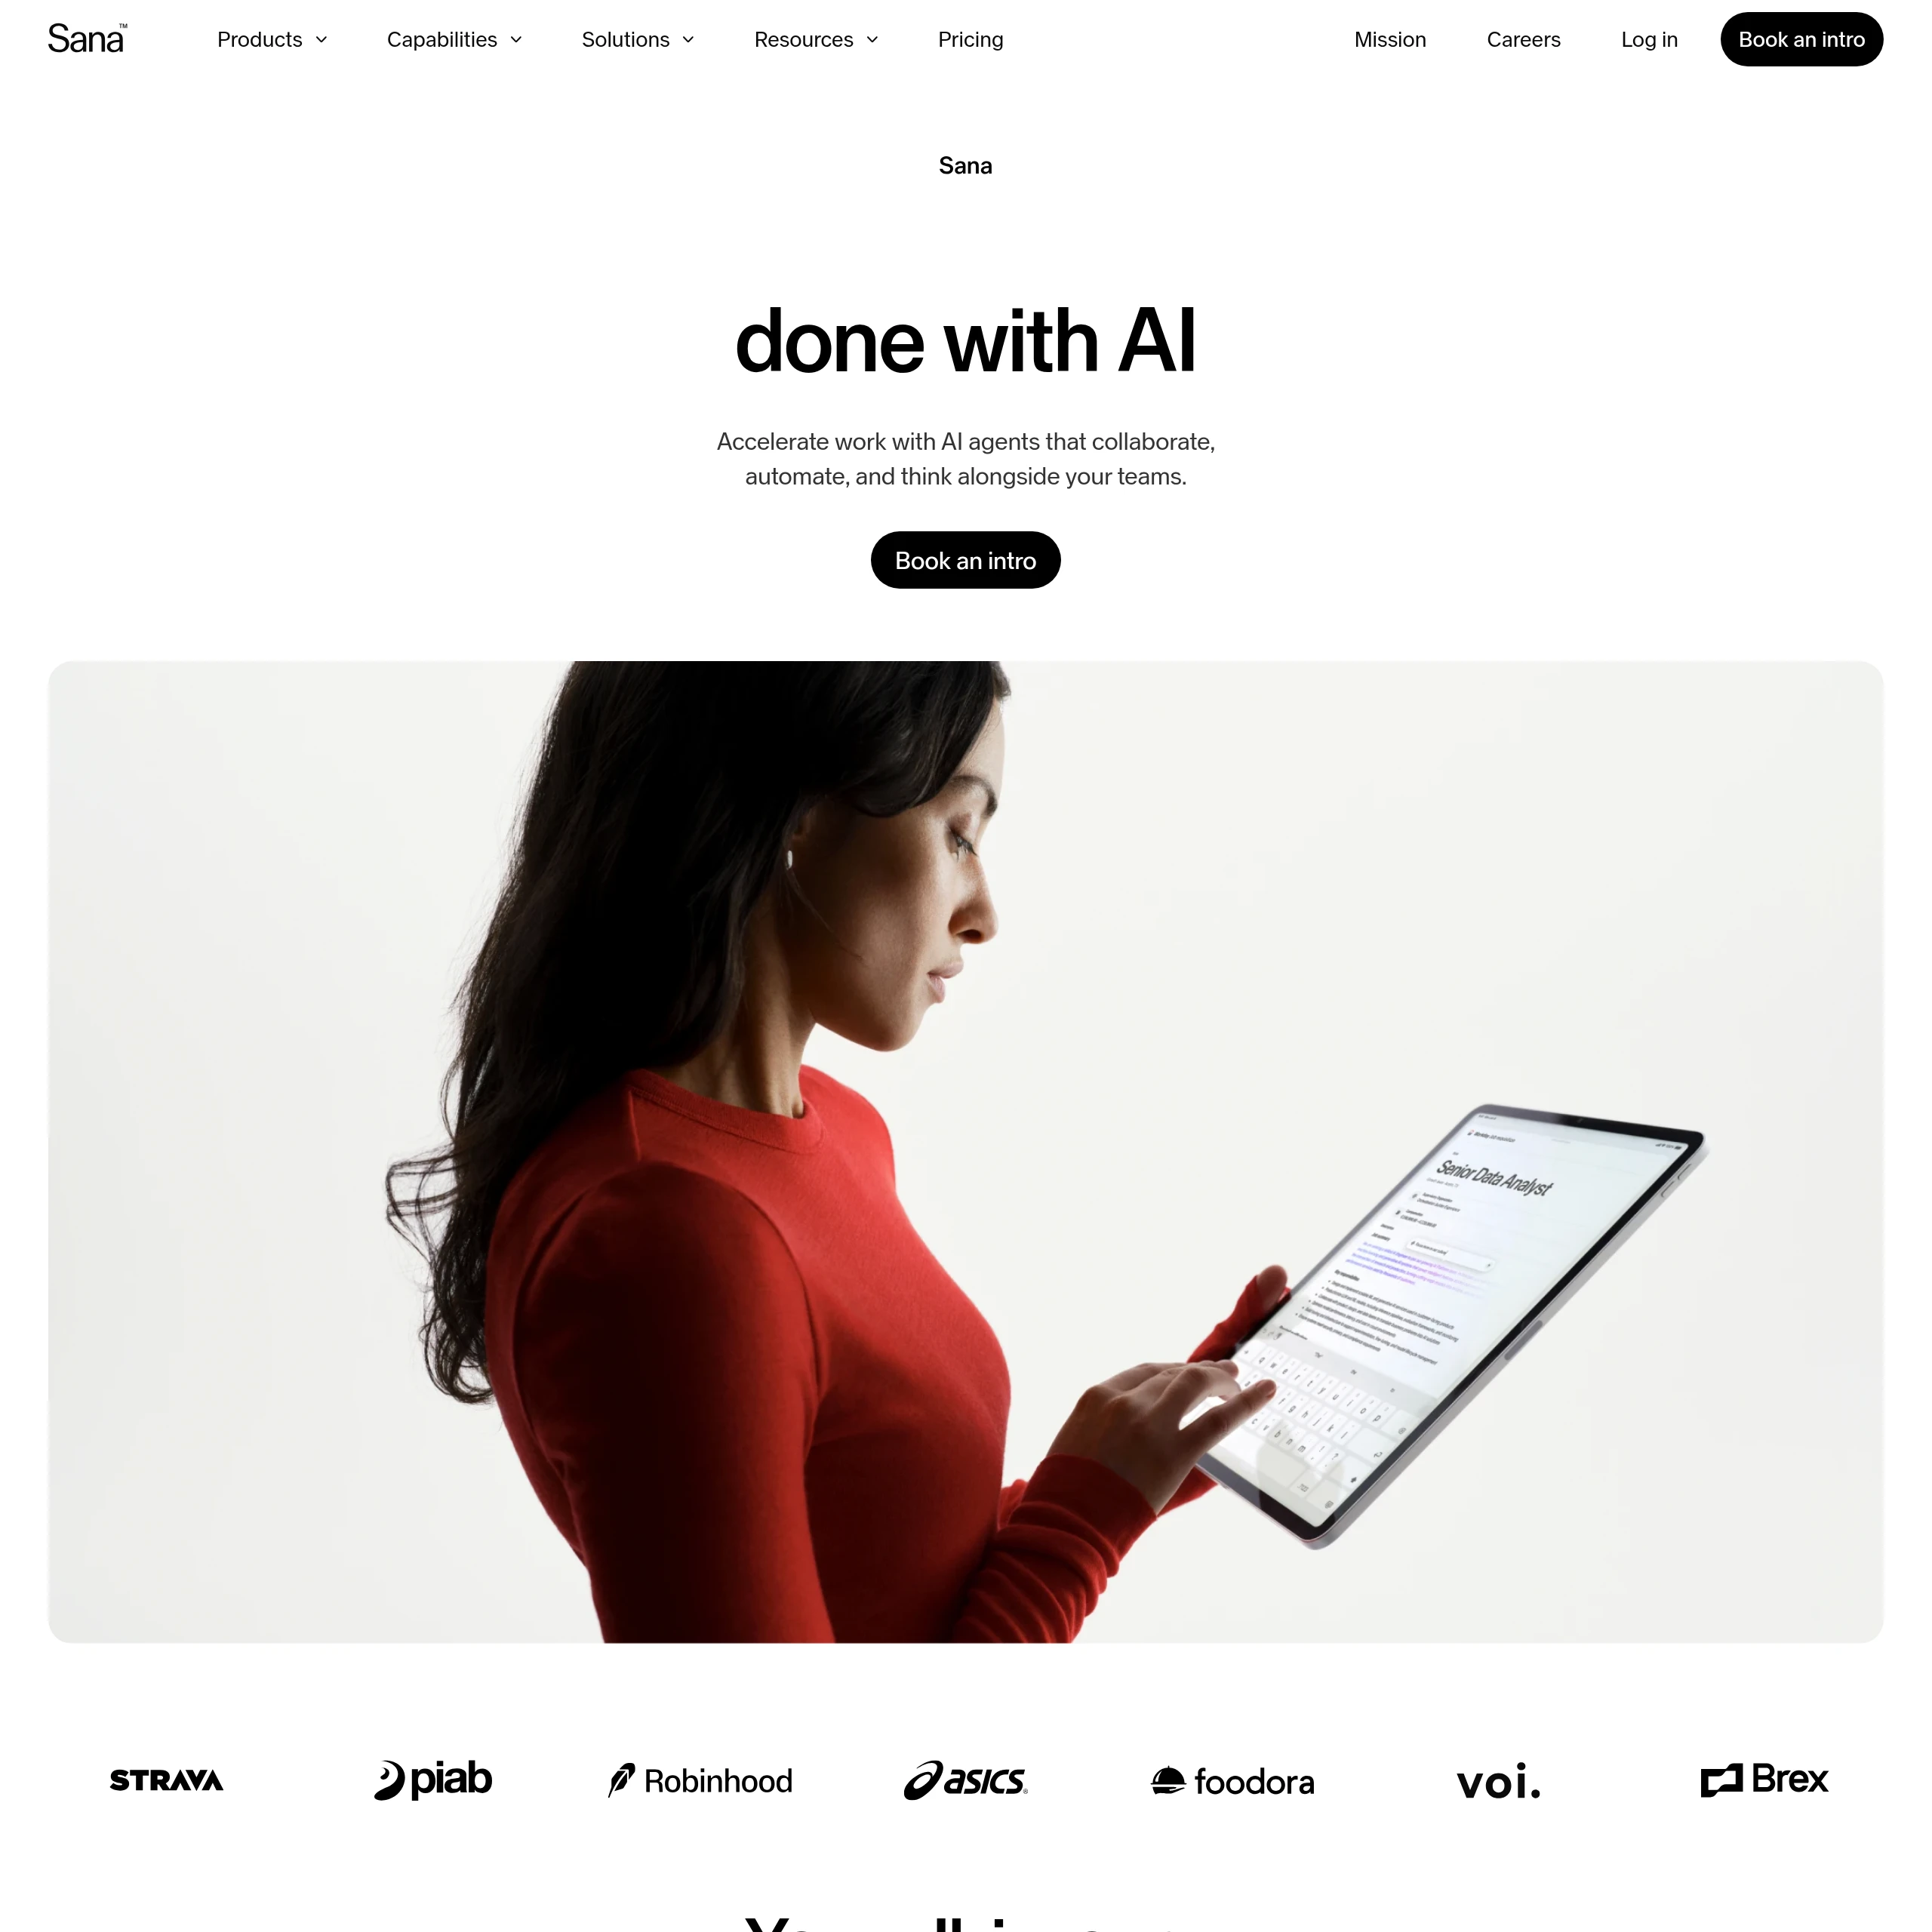 Sana™
Products
Capabilities
Solutions
Resources
Pricing
Mission
Careers
Log in
Book an intro
Sana
done with AI
Accelerate work with AI agents that collaborate,
automate, and think alongside your teams.
Book an intro
Senior Data Analyst
STRAVA
piab
Robinhood
asics®
foodora
voi.
Brex